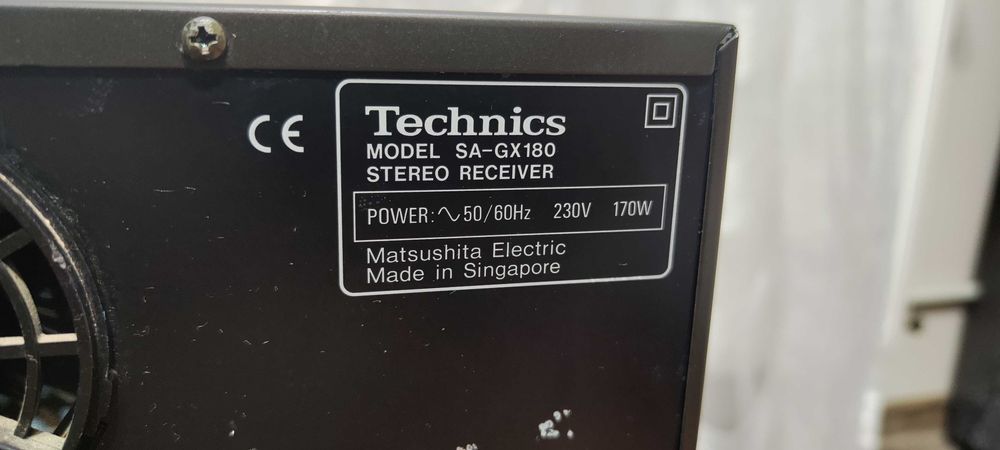 CE
Technics
MODEL SA-GX180
STEREO RECEIVER
POWER: ∿ 50/60Hz 230V 170W
Matsushita Electric
Made in Singapore